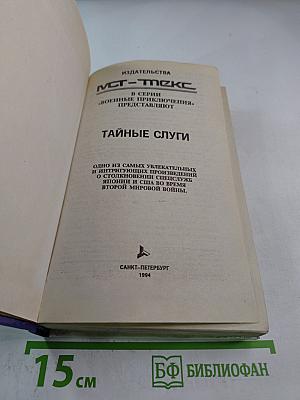 ИЗДАТЕЛЬСТВА
МСТ-ТПЕКС
В СЕРИИ
«ВОЕННЫЕ ПРИКЛЮЧЕНИЯ»
ПРЕДСТАВЛЯЮТ
ТАЙНЫЕ СЛУГИ
ОДНО ИЗ САМЫХ УВЛЕКАТЕЛЬНЫХ
И ИНТРИГУЮЩИХ ПРОИЗВЕДЕНИЙ
О СТОЛКНОВЕНИИ СПЕЦСЛУЖБ
ЯПОНИИ И США ВО ВРЕМЯ
ВТОРОЙ МИРОВОЙ ВОЙНЫ.
САНКТ-ПЕТЕРБУРГ
1994
15 см
БФ БИБЛИОФАН